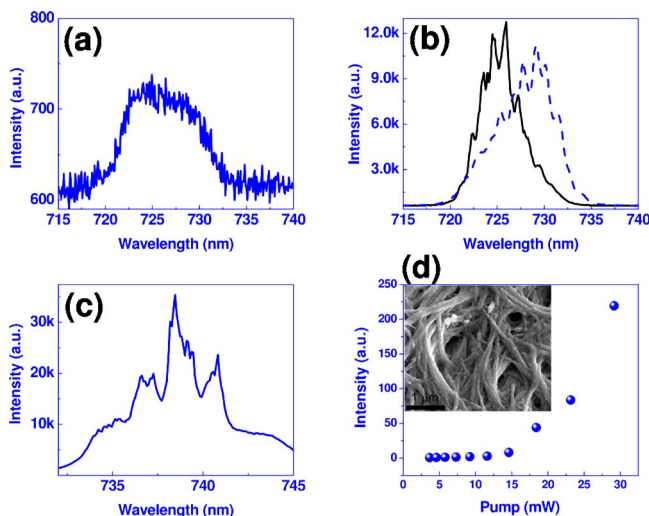 (a)
800
700
600
Intensity (a.u.)
715 720 725 730 735 740
Wavelength (nm)
(b)
12.0k
9.0k
6.0k
3.0k
Intensity (a.u.)
715 720 725 730 735 740
Wavelength (nm)
(c)
30k
20k
10k
Intensity (a.u.)
735 740 745
Wavelength (nm)
(d)
250
200
150
100
50
0
Intensity (a.u.)
1 μm
0 5 10 15 20 25 30
Pump (mW)